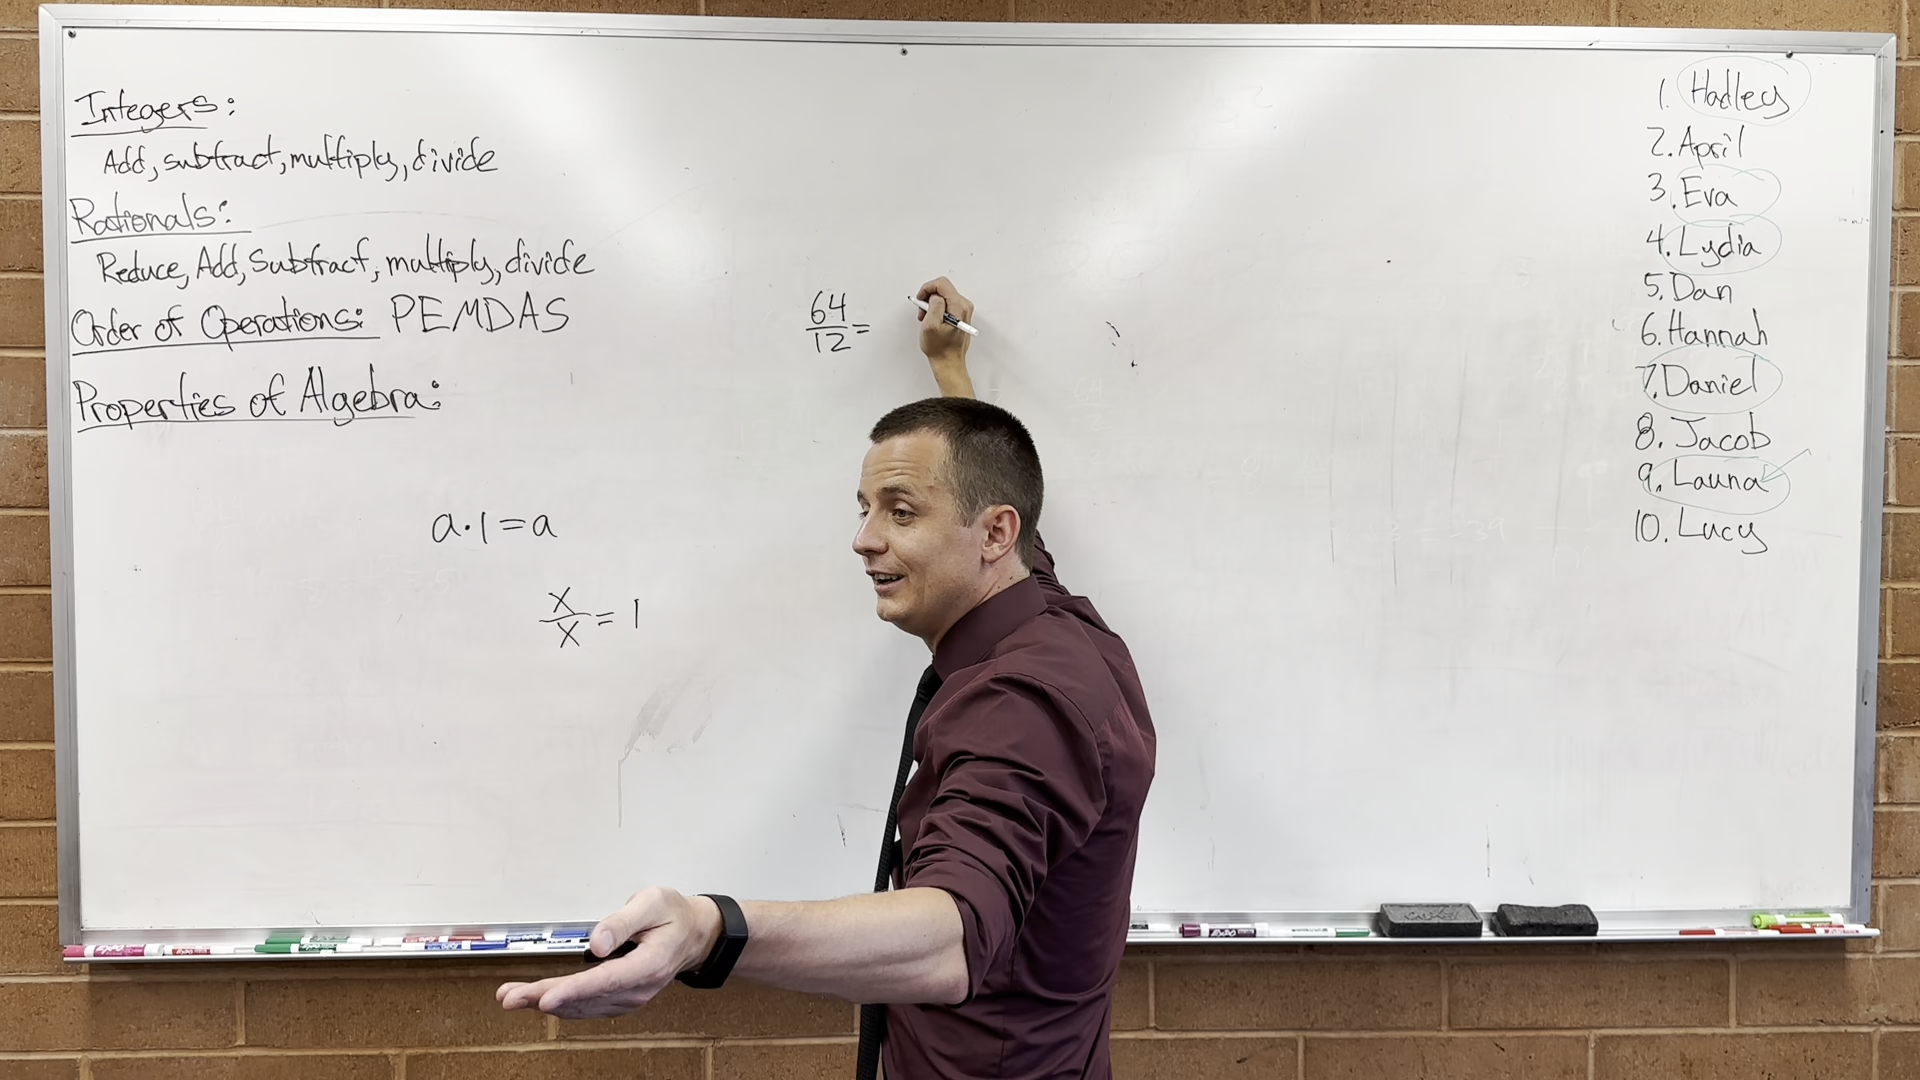 Integers:
Add, subtract, multiply, divide
Rationals:
Reduce, Add, Subtract, multiply, divide
Order of Operations: PEMDAS
Properties of Algebra:
a·1=a
x/x = 1
64/12 =
1. Hadley
2. April
3. Eva
4. Lydia
5. Dan
6. Hannah
7. Daniel
8. Jacob
9. Launa
10. Lucy
EXPO